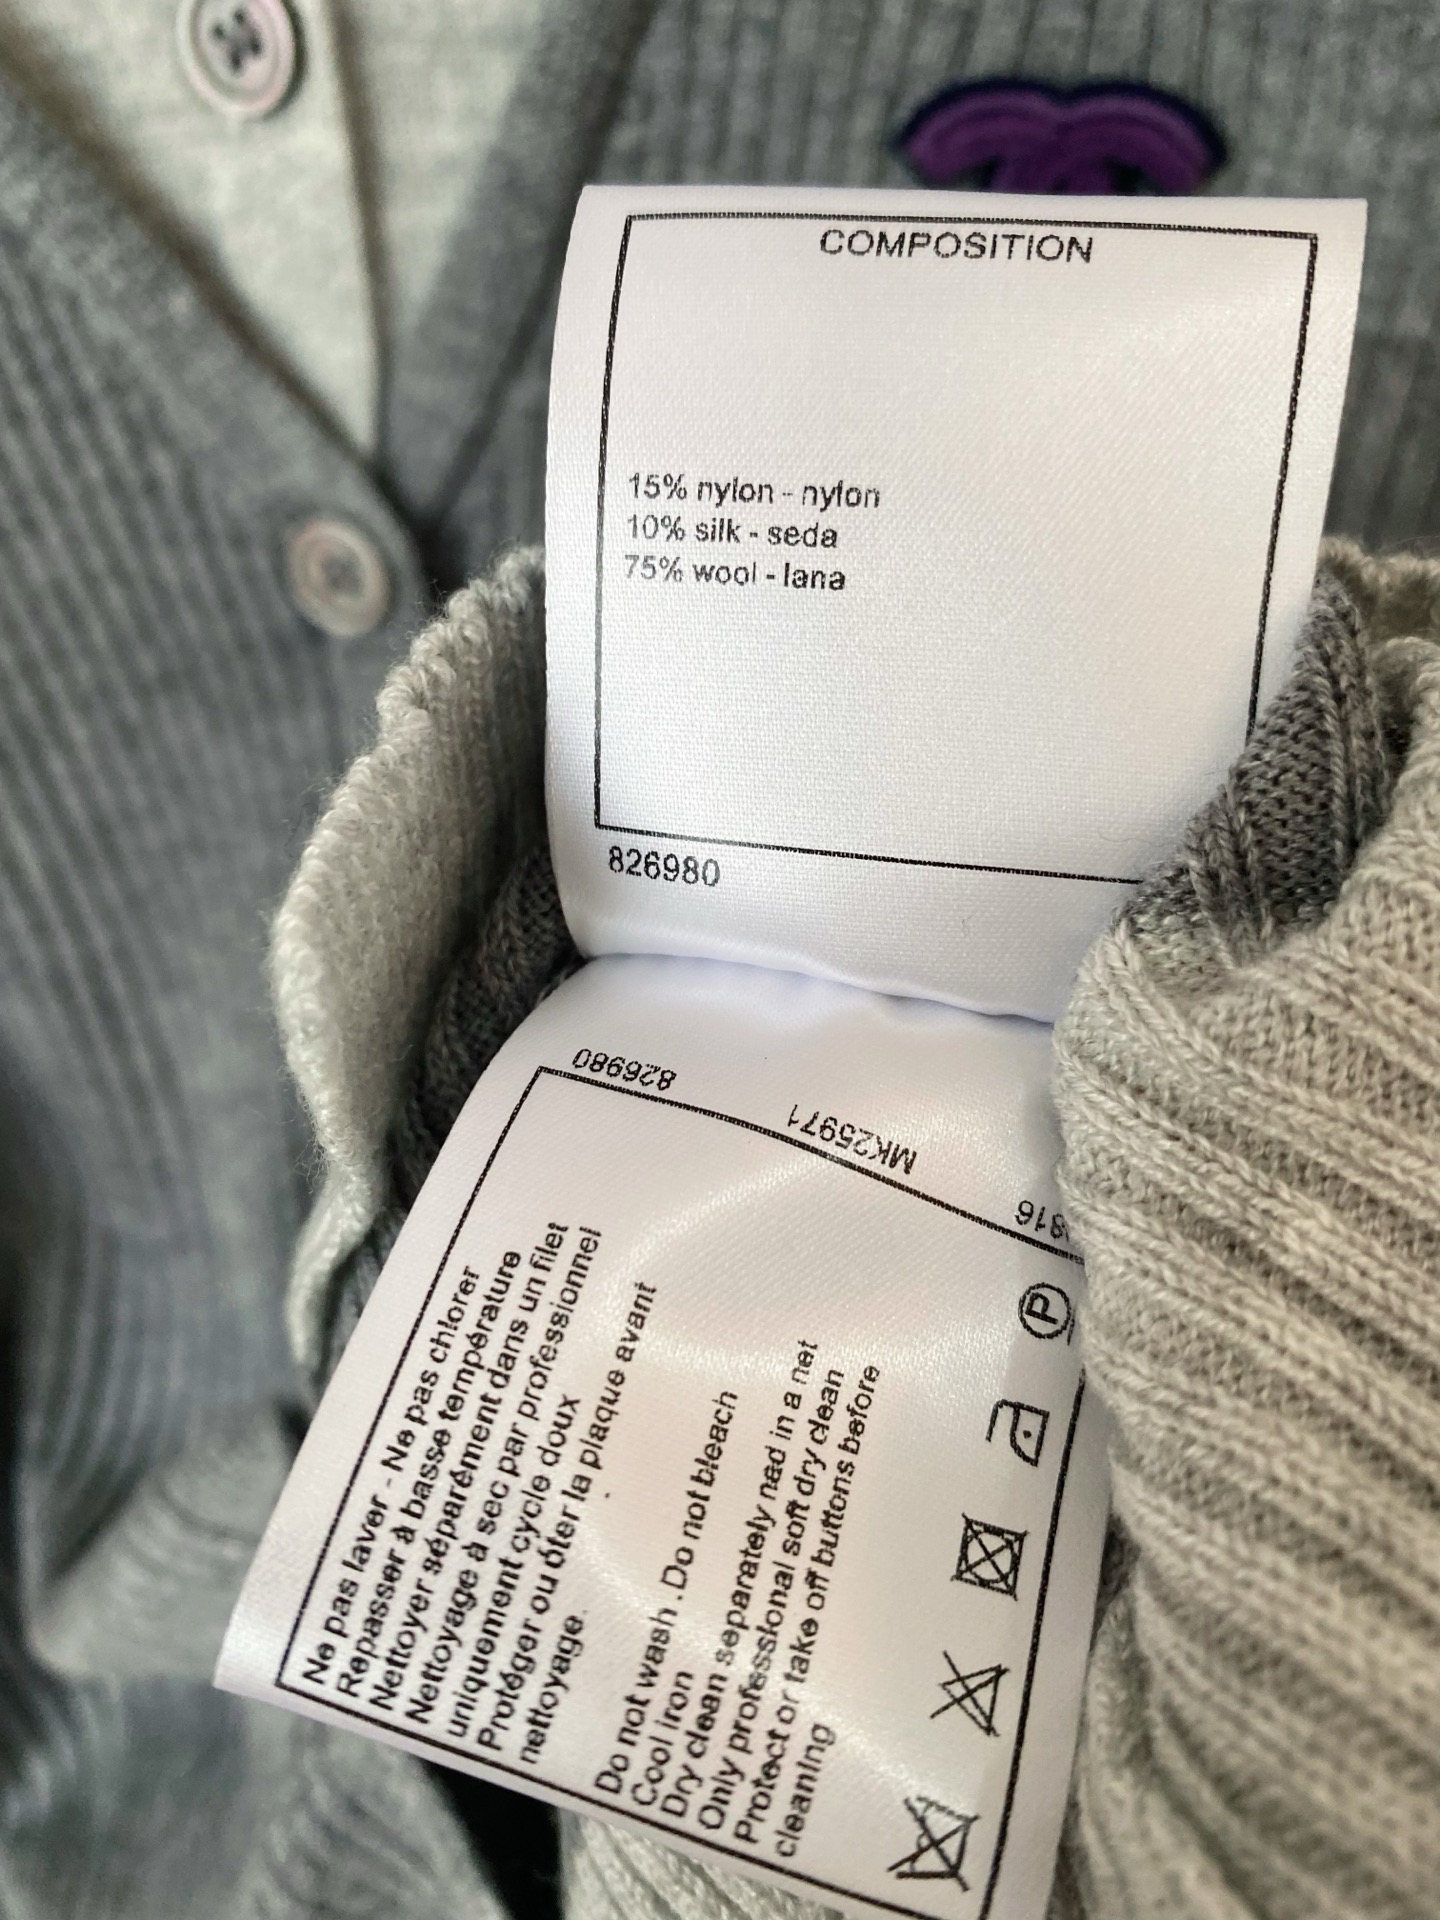 COMPOSITION
15% nylon - nylon
10% silk - seda
75% wool - lana
826980
826980
MK25971
816
Ne pas laver - Ne pas chlorer
Repasser à basse température
Nettoyer séparément dans un filet
Nettoyage à sec par professionnel
uniquement cycle doux
Protéger ou ôter la plaque avant
nettoyage.
Do not wash . Do not bleach
Cool iron
Dry clean separately nad in a net
Only professional soft dry clean
Protect or take off buttons before
cleaning
P